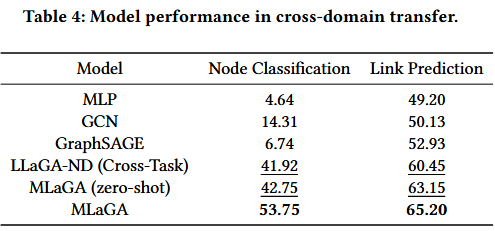 Table 4: Model performance in cross-domain transfer.
Model Node Classification Link Prediction
MLP 4.64 49.20
GCN 14.31 50.13
GraphSAGE 6.74 52.93
LLaGA-ND (Cross-Task) 41.92 60.45
MLaGA (zero-shot) 42.75 63.15
MLaGA 53.75 65.20